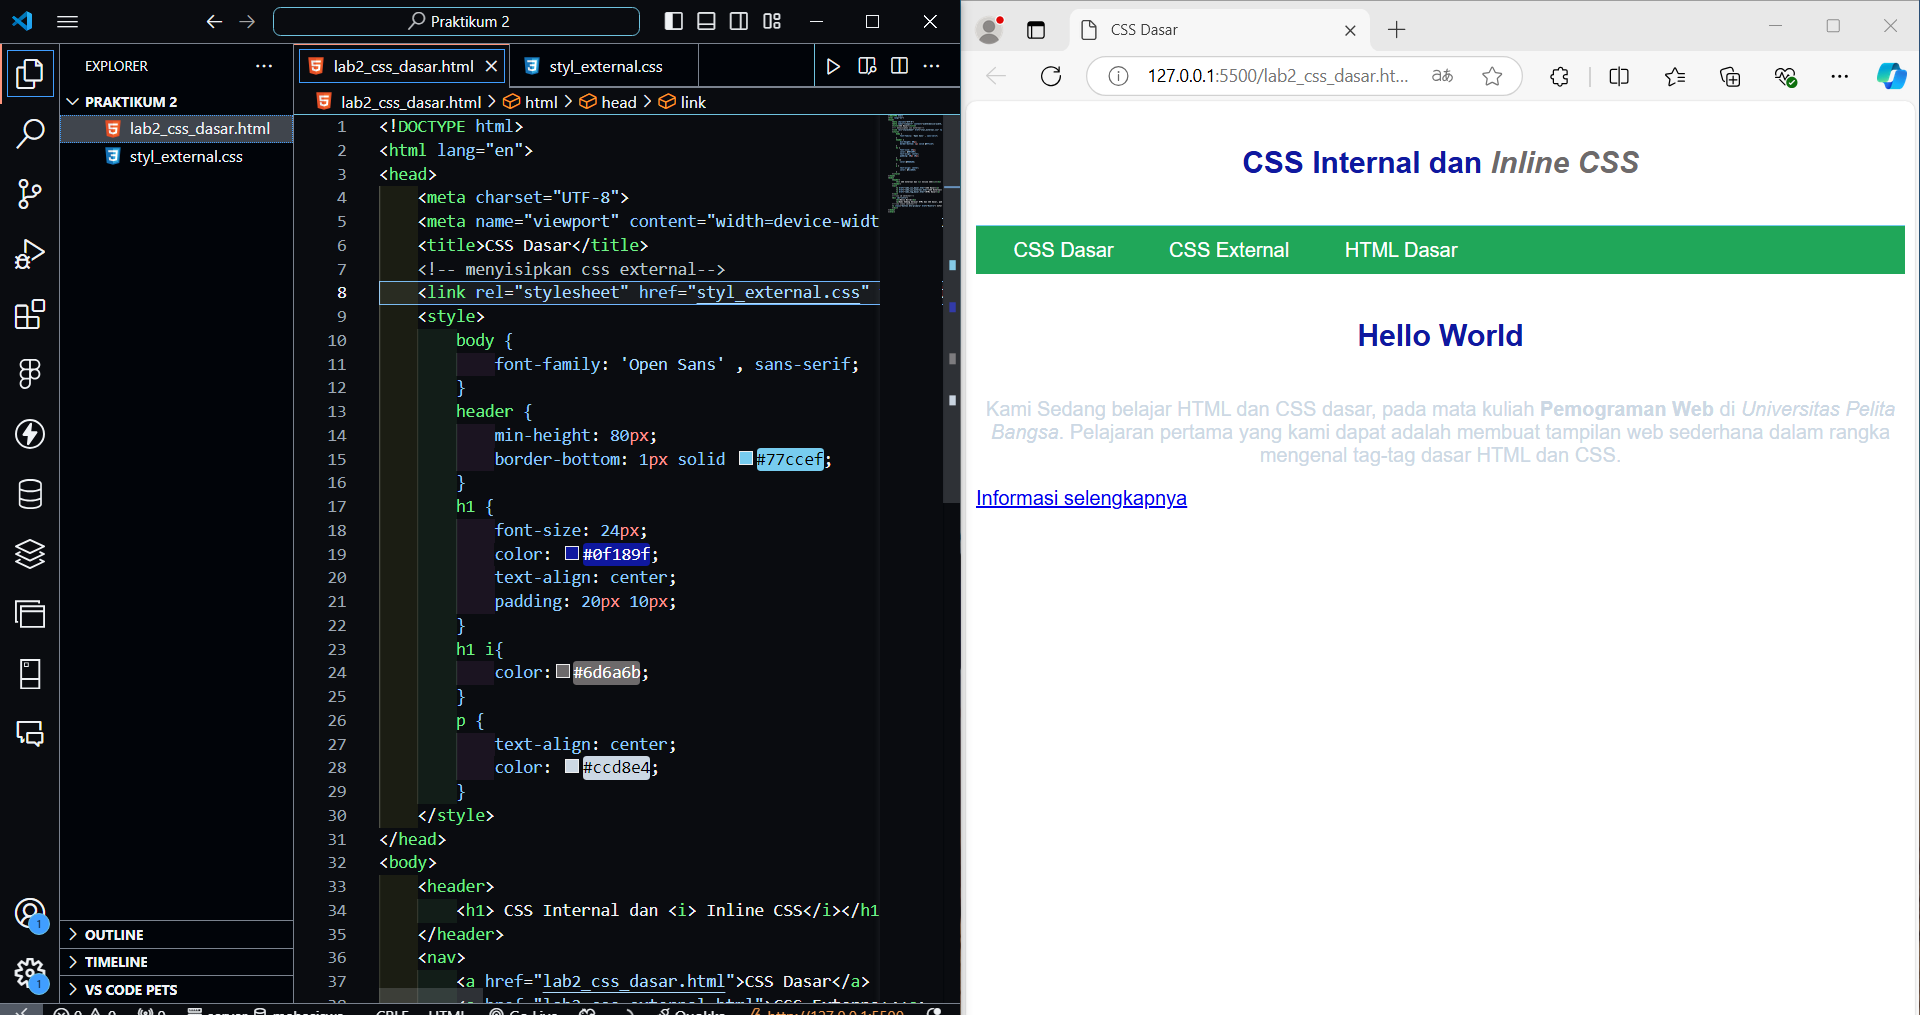 Praktikum 2
EXPLORER
PRAKTIKUM 2
lab2_css_dasar.html
styl_external.css
OUTLINE
TIMELINE
VS CODE PETS
1
1
lab2_css_dasar.html
styl_external.css
lab2_css_dasar.html > html > head > link
1 <!DOCTYPE html>
2 <html lang="en">
3 <head>
4 <meta charset="UTF-8">
5 <meta name="viewport" content="width=device-widt
6 <title>CSS Dasar</title>
7 <!-- menyisipkan css external-->
8 <link rel="stylesheet" href="styl_external.css"
9 <style>
10 body {
11 font-family: 'Open Sans' , sans-serif;
12 }
13 header {
14 min-height: 80px;
15 border-bottom: 1px solid #77ccef;
16 }
17 h1 {
18 font-size: 24px;
19 color: #0f189f;
20 text-align: center;
21 padding: 20px 10px;
22 }
23 h1 i{
24 color:#6d6a6b;
25 }
26 p {
27 text-align: center;
28 color: #ccd8e4;
29 }
30 </style>
31 </head>
32 <body>
33 <header>
34 <h1> CSS Internal dan <i> Inline CSS</i></h1
35 </header>
36 <nav>
37 <a href="lab2_css_dasar.html">CSS Dasar</a>
CSS Dasar
127.0.0.1:5500/lab2_css_dasar.ht...
CSS Internal dan Inline CSS
CSS Dasar CSS External HTML Dasar
Hello World
Kami Sedang belajar HTML dan CSS dasar, pada mata kuliah Pemograman Web di Universitas Pelita
Bangsa. Pelajaran pertama yang kami dapat adalah membuat tampilan web sederhana dalam rangka
mengenal tag-tag dasar HTML dan CSS.
Informasi selengkapnya